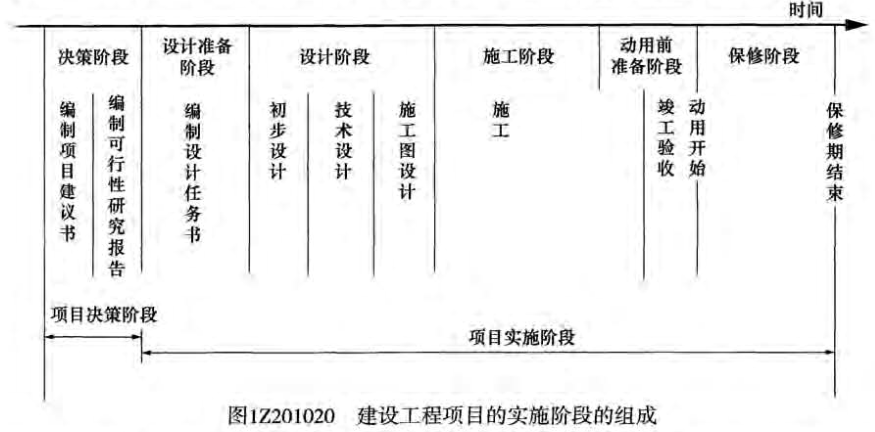 时间
决策阶段
设计准备
阶段
设计阶段
施工阶段
动用前
准备阶段
保修阶段
编制项目建议书
编制可行性研究报告
编制设计任务书
初步设计
技术设计
施工图设计
施工
竣工验收
动用开始
保修期结束
项目决策阶段
项目实施阶段
图1Z201020 建设工程项目的实施阶段的组成